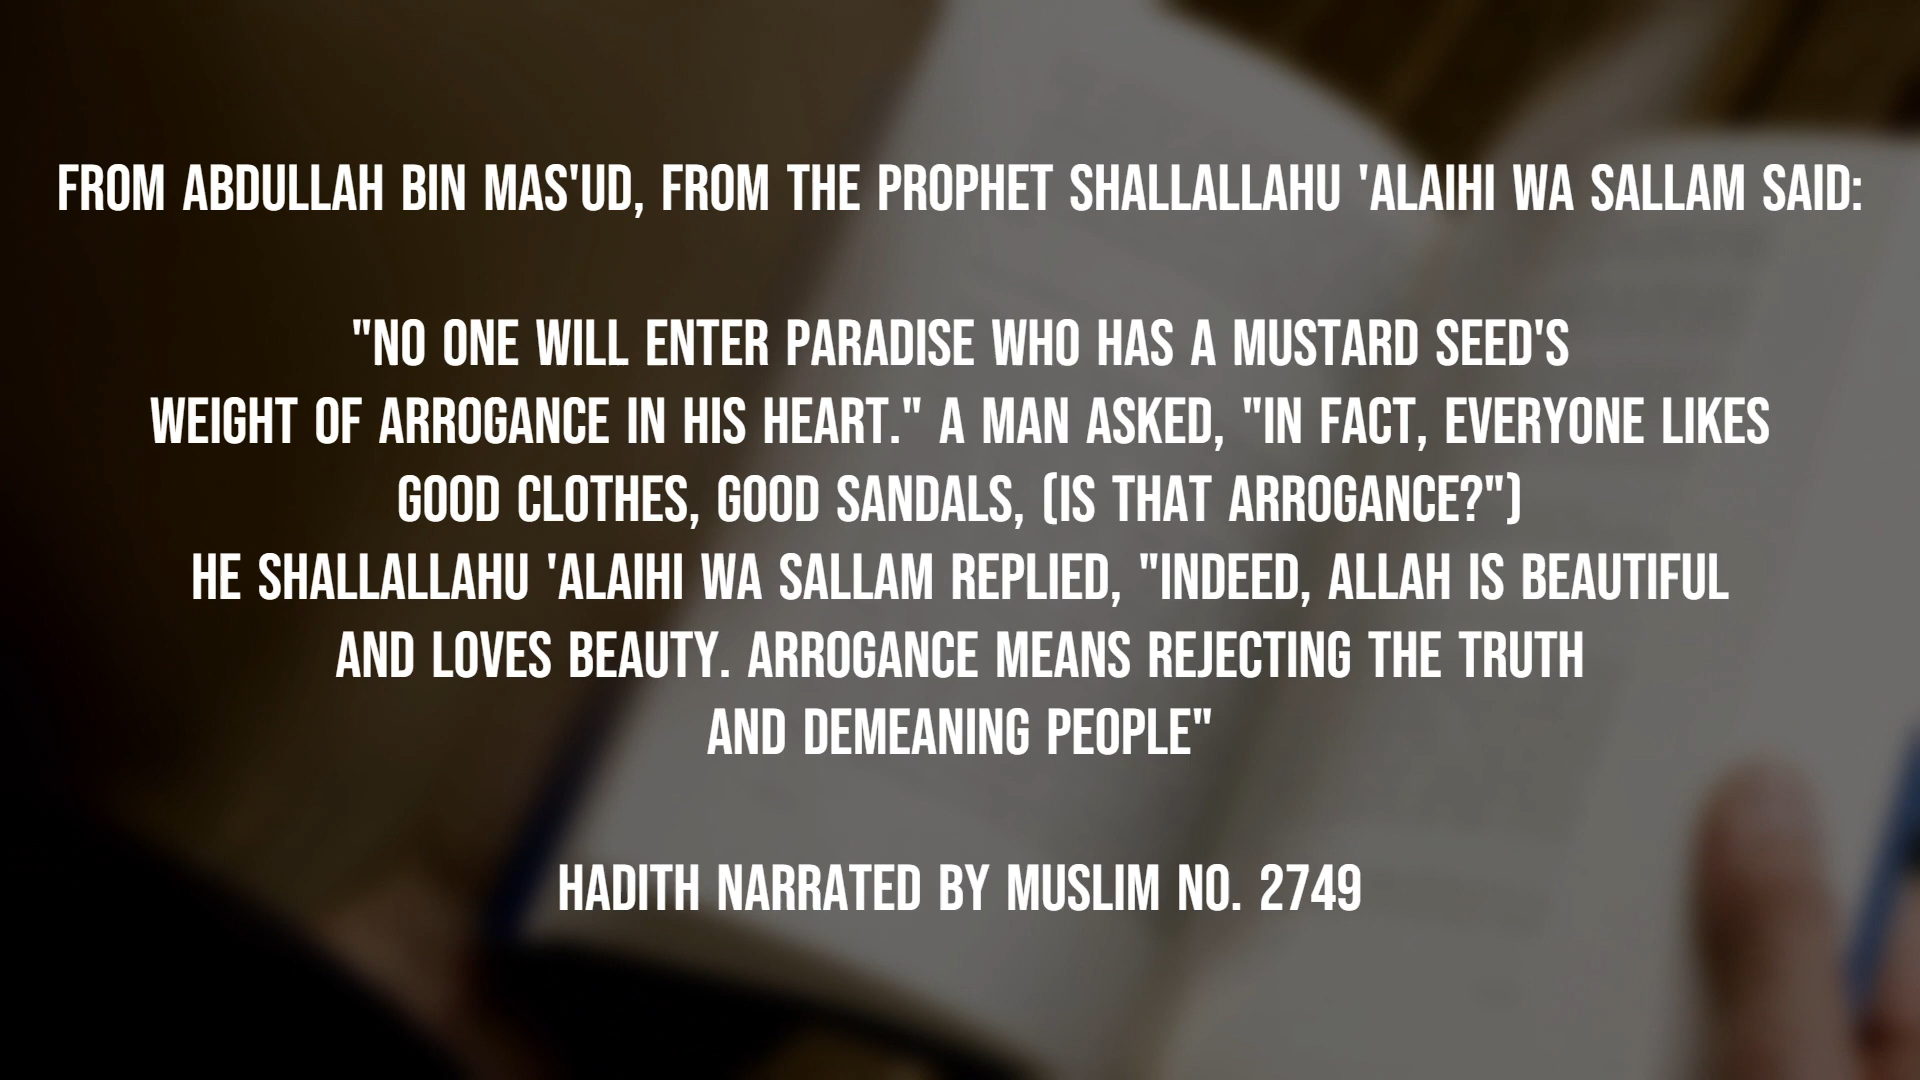 FROM ABDULLAH BIN MAS'UD, FROM THE PROPHET SHALLALLAHU 'ALAIHI WA SALLAM SAID:
"NO ONE WILL ENTER PARADISE WHO HAS A MUSTARD SEED'S
WEIGHT OF ARROGANCE IN HIS HEART." A MAN ASKED, "IN FACT, EVERYONE LIKES
GOOD CLOTHES, GOOD SANDALS, (IS THAT ARROGANCE?")
HE SHALLALLAHU 'ALAIHI WA SALLAM REPLIED, "INDEED, ALLAH IS BEAUTIFUL
AND LOVES BEAUTY. ARROGANCE MEANS REJECTING THE TRUTH
AND DEMEANING PEOPLE"
HADITH NARRATED BY MUSLIM NO. 2749